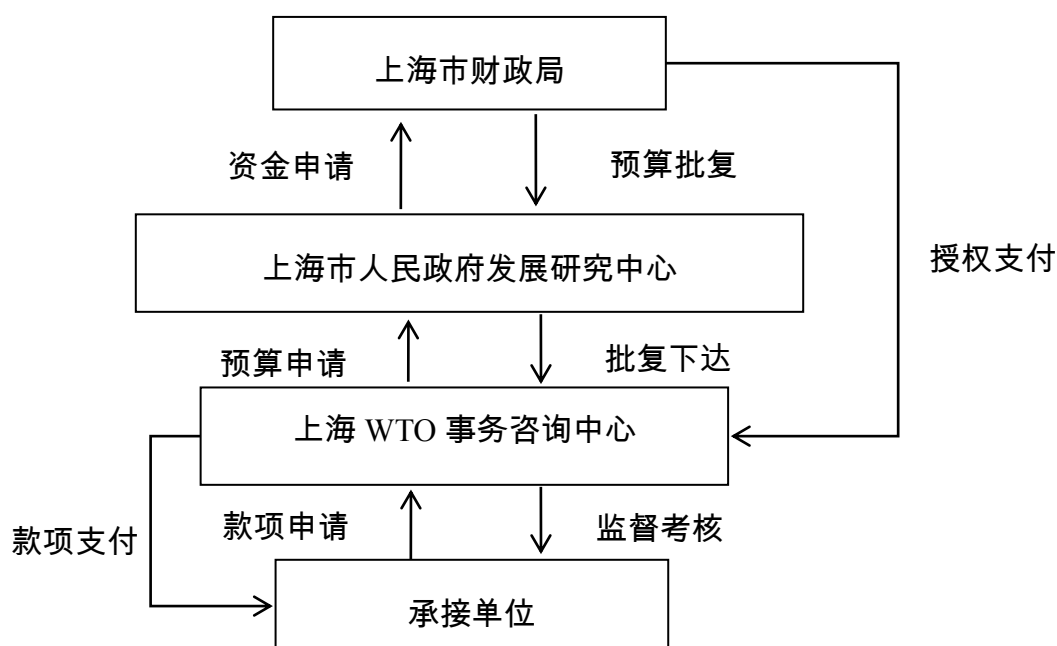 上海市财政局
资金申请
预算批复
上海市人民政府发展研究中心
授权支付
预算申请
批复下达
上海 WTO 事务咨询中心
款项支付
款项申请
监督考核
承接单位